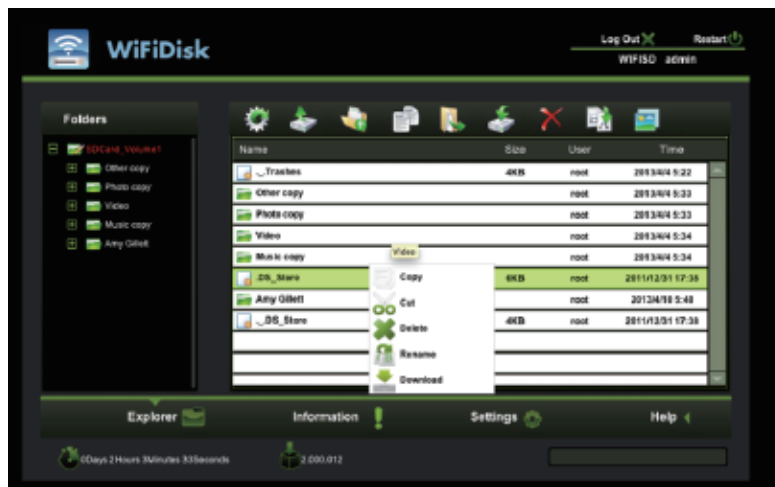 WiFiDisk
Log Out Restart
WIFISD admin
Folders
SDCard_Volume1
Other copy
Photo copy
Video
Music copy
Amy Gillett
Name Size User Time
._Trashes 4KB root 2013/4/4 5:22
Other copy root 2013/4/4 5:33
Photo copy root 2013/4/4 5:33
Video root 2013/4/4 5:34
Music copy root 2013/4/4 5:34
Video
.DS_Store 6KB root 2011/12/31 17:38
Amy Gillett root 2013/4/10 5:48
._DS_Store 4KB root 2011/12/31 17:38
Copy
Cut
Delete
Rename
Download
Explorer Information Settings Help
0Days 2Hours 3Minutes 33Seconds 2.000.012